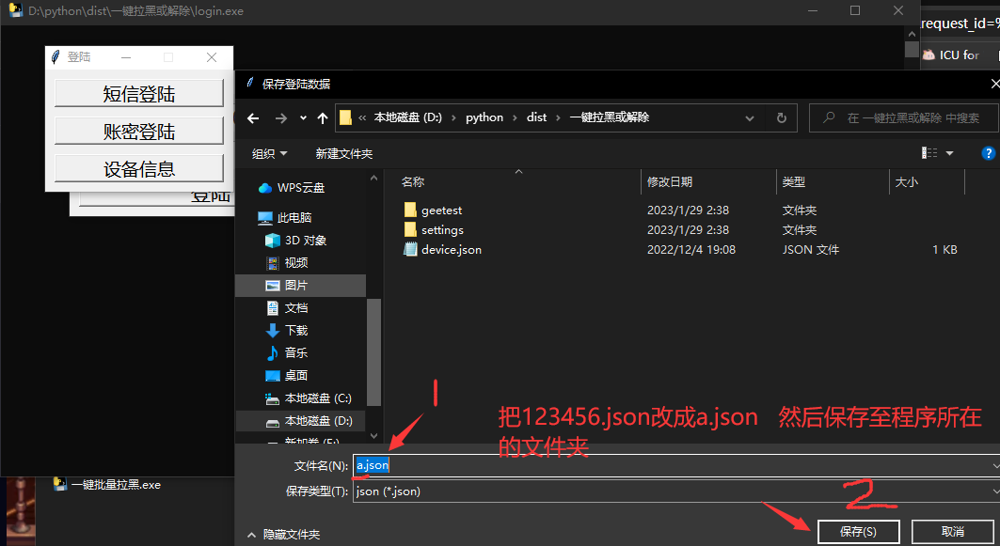 D:\python\dist\一键拉黑或解除\login.exe
request_id=%
ICU for
登陆
短信登陆
账密登陆
设备信息
登陆
保存登陆数据
« 本地磁盘 (D:) › python › dist › 一键拉黑或解除
在 一键拉黑或解除 中搜索
组织
新建文件夹
?
WPS云盘
此电脑
3D 对象
视频
图片
文档
下载
音乐
桌面
本地磁盘 (C:)
本地磁盘 (D:)
新加卷 (E:)
名称 修改日期 类型 大小
geetest 2023/1/29 2:38 文件夹
settings 2023/1/29 2:38 文件夹
device.json 2022/12/4 19:08 JSON 文件 1 KB
1
把123456.json改成a.json 然后保存至程序所在
的文件夹
文件名(N): a.json
保存类型(T): json (*.json)
2
一键批量拉黑.exe
隐藏文件夹
保存(S)
取消